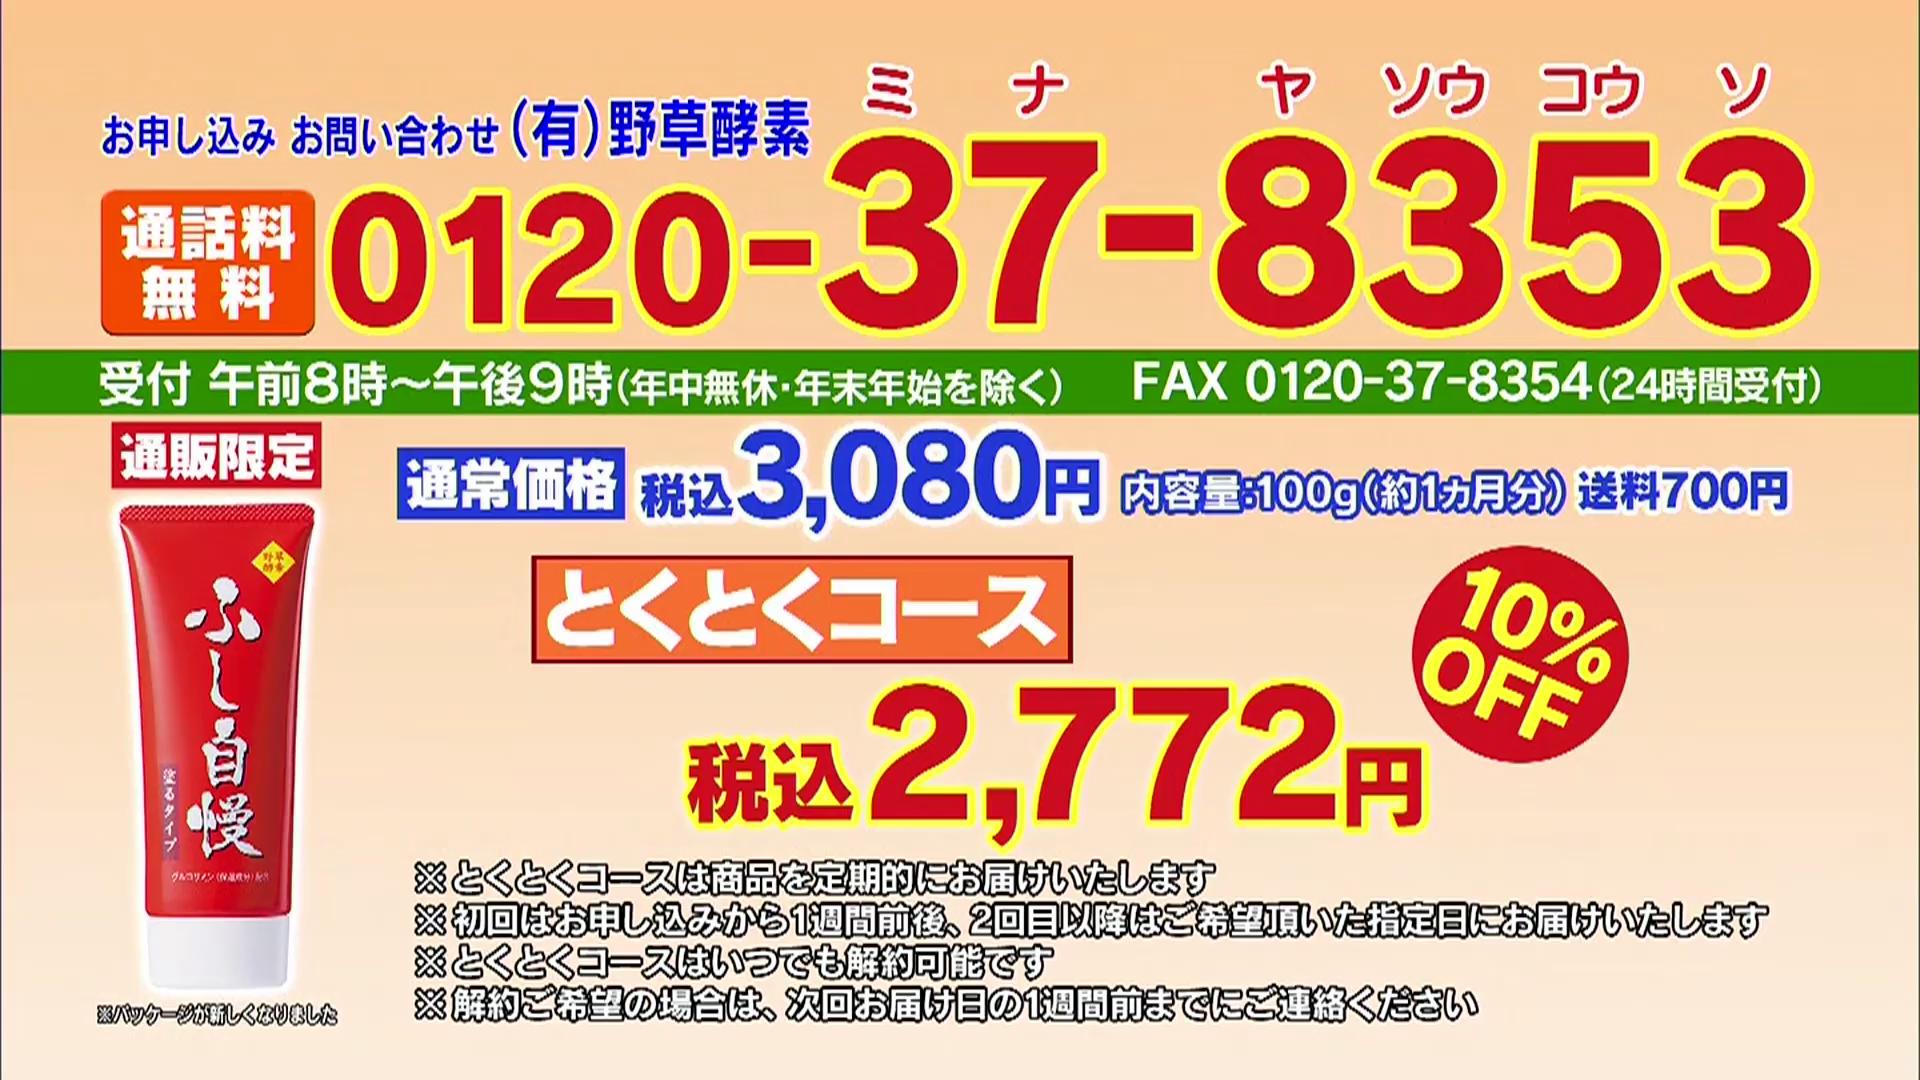 ミ ナ ヤ ソウ コウ ソ
お申し込み お問い合わせ (有)野草酵素
通話料
無料
0120-37-8353
受付 午前8時～午後9時(年中無休・年末年始を除く) FAX 0120-37-8354(24時間受付)
通販限定
通常価格 税込3,080円 内容量:100g(約1ヵ月分) 送料700円
野草
酵素
ふし自慢
塗るタイプ
グルコサミン(保湿成分)配合
※パッケージが新しくなりました
とくとくコース
10%
OFF
税込2,772円
※とくとくコースは商品を定期的にお届けいたします
※初回はお申し込みから1週間前後、2回目以降はご希望頂いた指定日にお届けいたします
※とくとくコースはいつでも解約可能です
※解約ご希望の場合は、次回お届け日の1週間前までにご連絡ください